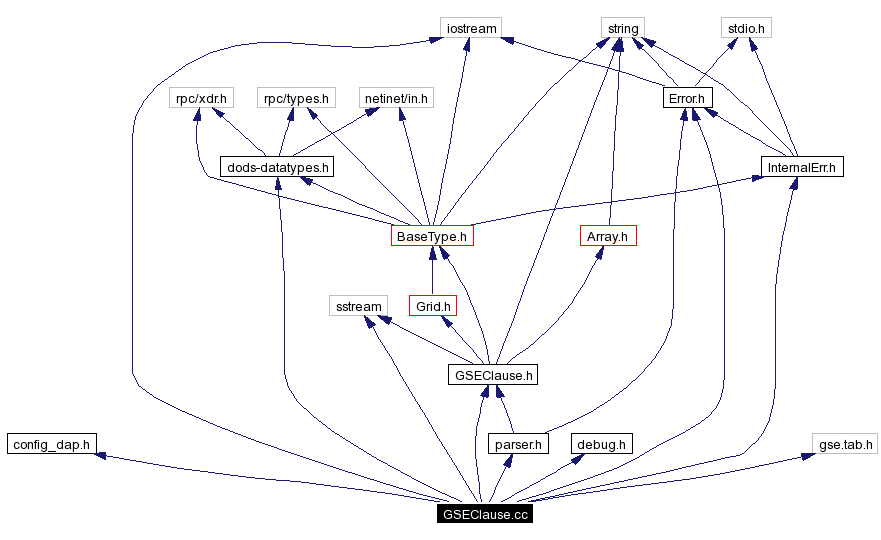 iostream
string
stdio.h
rpc/xdr.h
rpc/types.h
netinet/in.h
Error.h
dods-datatypes.h
InternalErr.h
BaseType.h
Array.h
sstream
Grid.h
GSEClause.h
config_dap.h
parser.h
debug.h
gse.tab.h
GSEClause.cc